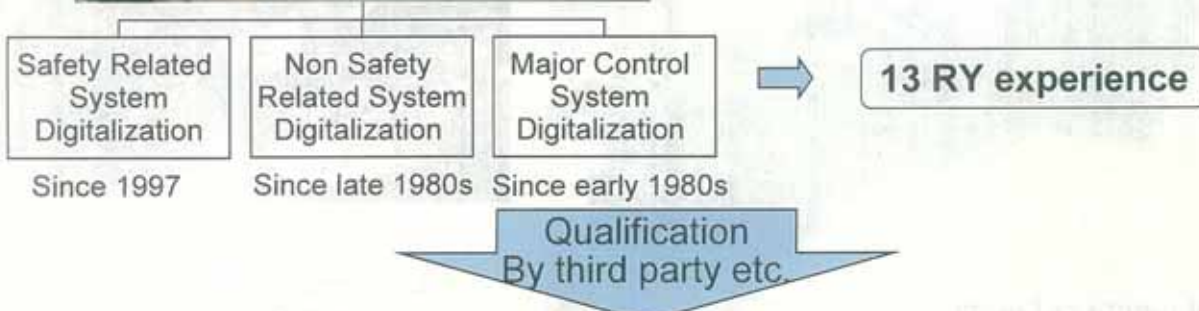 Safety Related
System
Digitalization
Non Safety
Related System
Digitalization
Major Control
System
Digitalization
13 RY experience
Since 1997
Since late 1980s
Since early 1980s
Qualification
By third party etc.